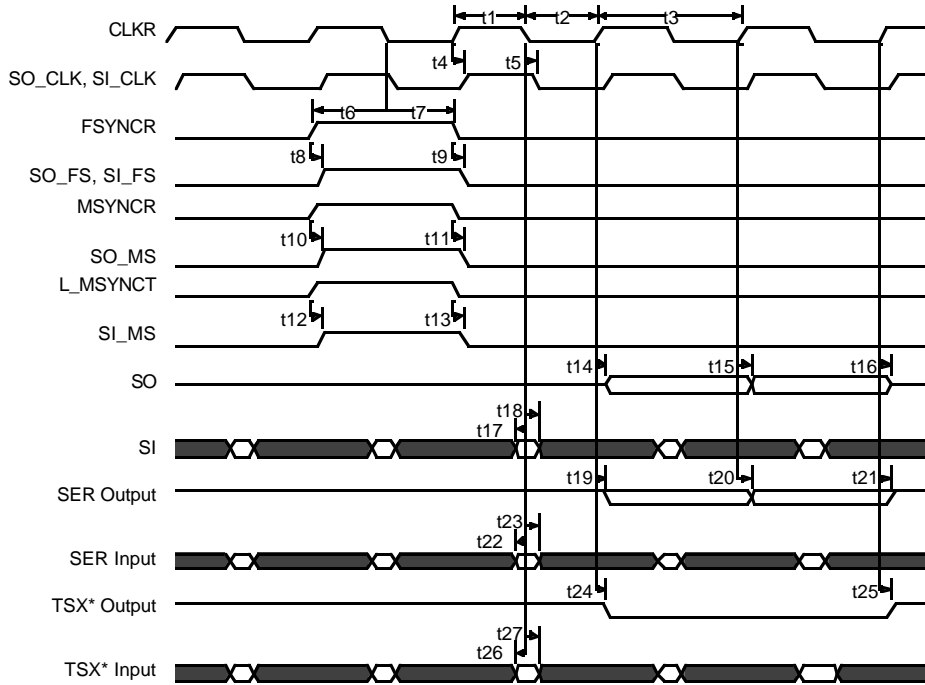 t1 t2 t3
CLKR
t4 t5
SO_CLK, SI_CLK
t6 t7
FSYNCR
t8 t9
SO_FS, SI_FS
MSYNCR
t10 t11
SO_MS
L_MSYNCT
t12 t13
SI_MS
t14 t15 t16
SO
t18
t17
SI
t19 t20 t21
SER Output
t23
t22
SER Input
t24 t25
TSX* Output
t27
t26
TSX* Input